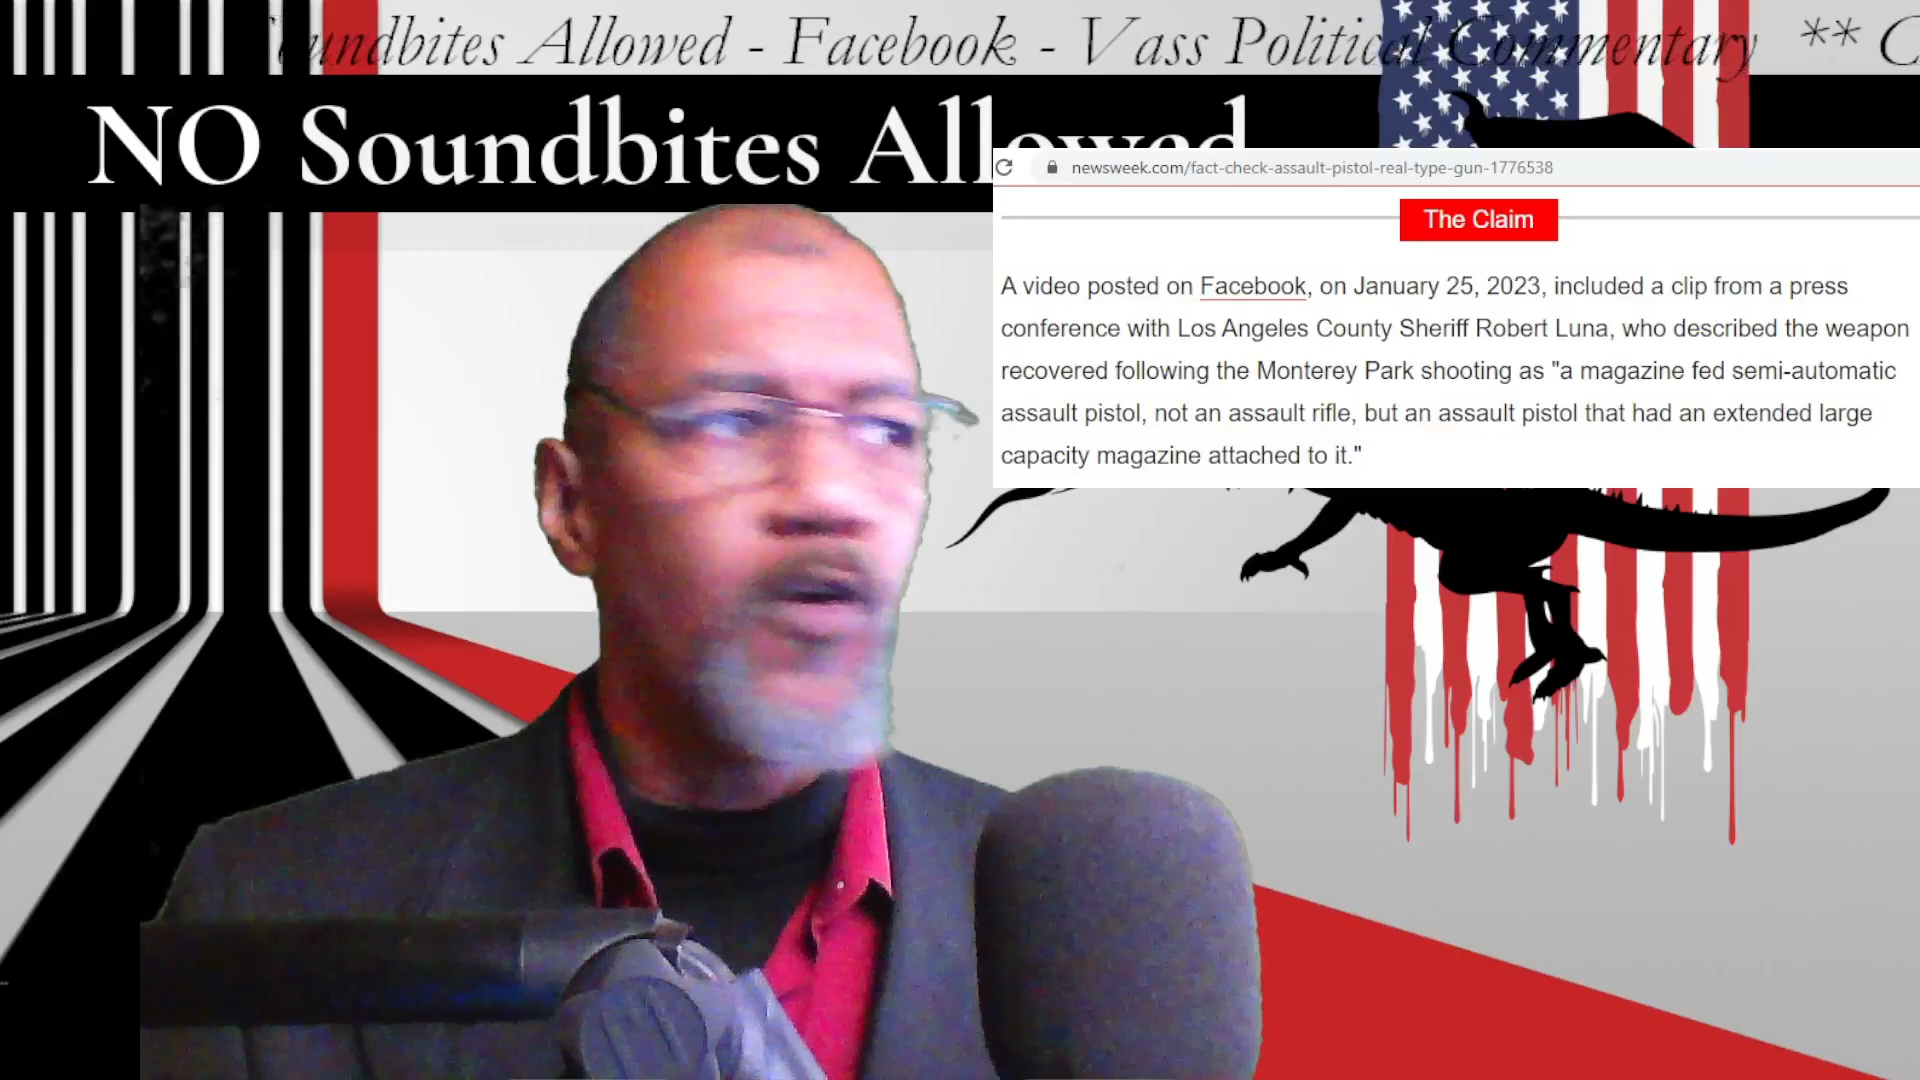 Soundbites Allowed - Facebook - Vass Political Commentary ** C
NO Soundbites Allowed
newsweek.com/fact-check-assault-pistol-real-type-gun-1776538
The Claim
A video posted on Facebook, on January 25, 2023, included a clip from a press
conference with Los Angeles County Sheriff Robert Luna, who described the weapon
recovered following the Monterey Park shooting as "a magazine fed semi-automatic
assault pistol, not an assault rifle, but an assault pistol that had an extended large
capacity magazine attached to it."